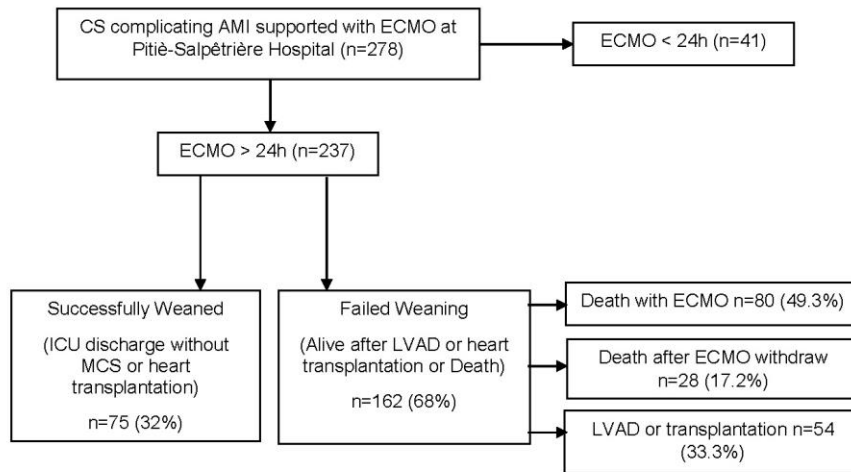 CS complicating AMI supported with ECMO at
Pitiè-Salpêtrière Hospital (n=278)
ECMO < 24h (n=41)
ECMO > 24h (n=237)
Successfully Weaned
(ICU discharge without
MCS or heart
transplantation)
n=75 (32%)
Failed Weaning
(Alive after LVAD or heart
transplantation or Death)
n=162 (68%)
Death with ECMO n=80 (49.3%)
Death after ECMO withdraw
n=28 (17.2%)
LVAD or transplantation n=54
(33.3%)